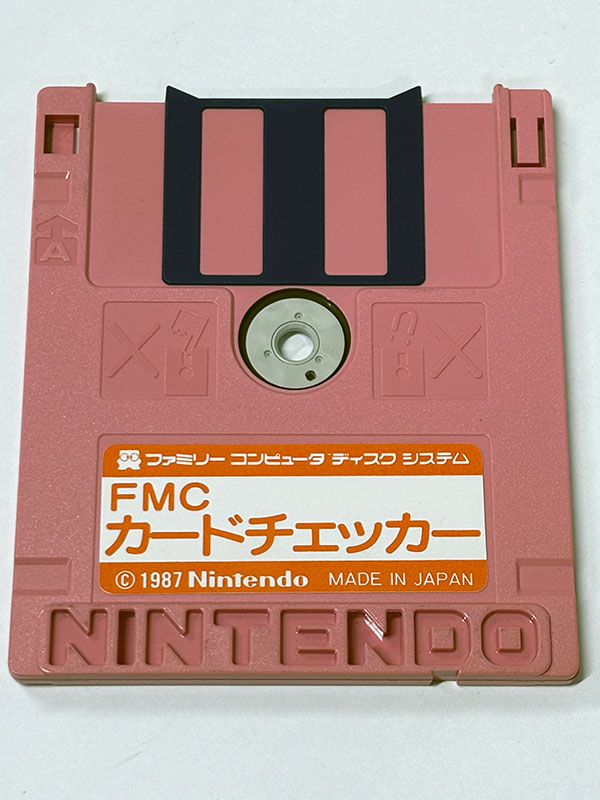 A
ファミリー コンピュータ ディスク システム
FMC
カードチェッカー
© 1987 Nintendo MADE IN JAPAN
NINTENDO